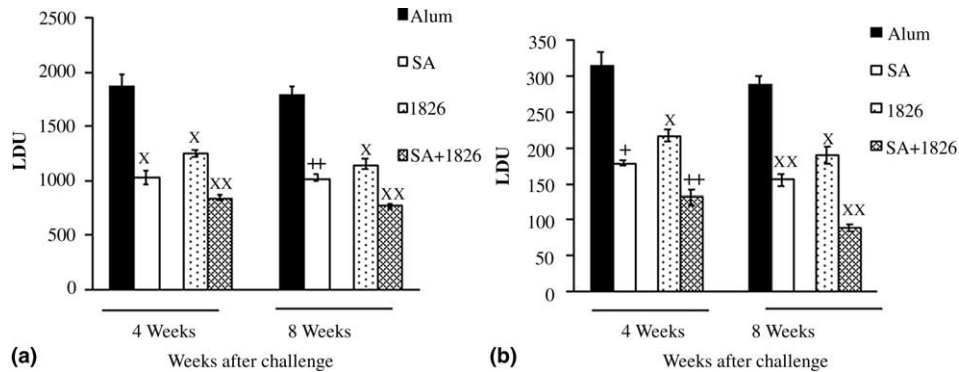 2500
2000
1500
1000
500
0
LDU
X
X
XX
++
X
XX
Alum
SA
1826
SA+1826
4 Weeks
8 Weeks
(a)
Weeks after challenge
350
300
250
200
150
100
50
0
LDU
+
X
++
XX
X
XX
Alum
SA
1826
SA+1826
4 Weeks
8 Weeks
(b)
Weeks after challenge